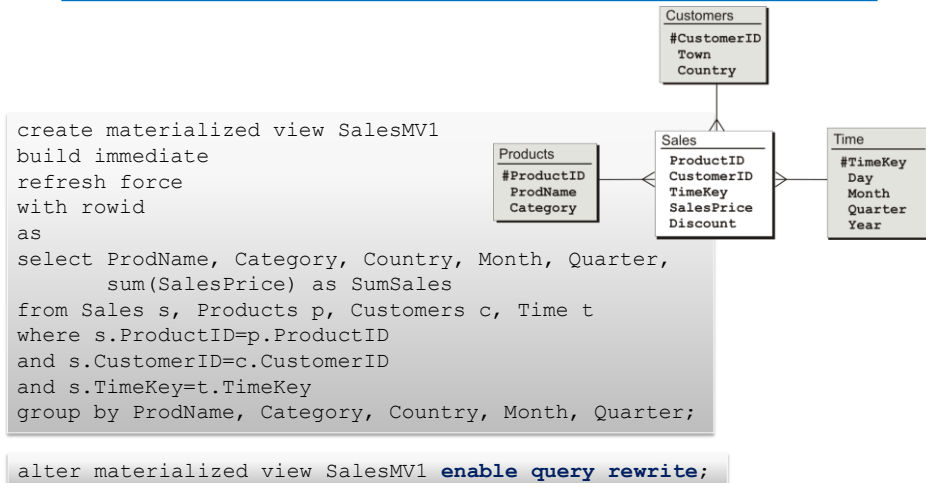 Customers
#CustomerID
Town
Country
Products
#ProductID
ProdName
Category
Sales
ProductID
CustomerID
TimeKey
SalesPrice
Discount
Time
#TimeKey
Day
Month
Quarter
Year
create materialized view SalesMV1
build immediate
refresh force
with rowid
as
select ProdName, Category, Country, Month, Quarter,
sum(SalesPrice) as SumSales
from Sales s, Products p, Customers c, Time t
where s.ProductID=p.ProductID
and s.CustomerID=c.CustomerID
and s.TimeKey=t.TimeKey
group by ProdName, Category, Country, Month, Quarter;
alter materialized view SalesMV1 enable query rewrite;